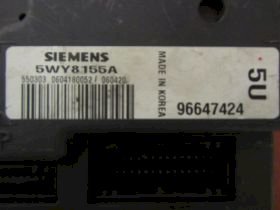 SIEMENS
5WY8155A
550303 0604180052/ 060420
MADE IN KOREA
5U
96647424